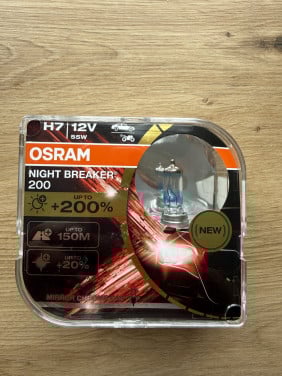 H7 | 12V
55W
OSRAM
NIGHT BREAKER
200
UP TO
+200%
NEW
UP TO
150M
UP TO
+20%